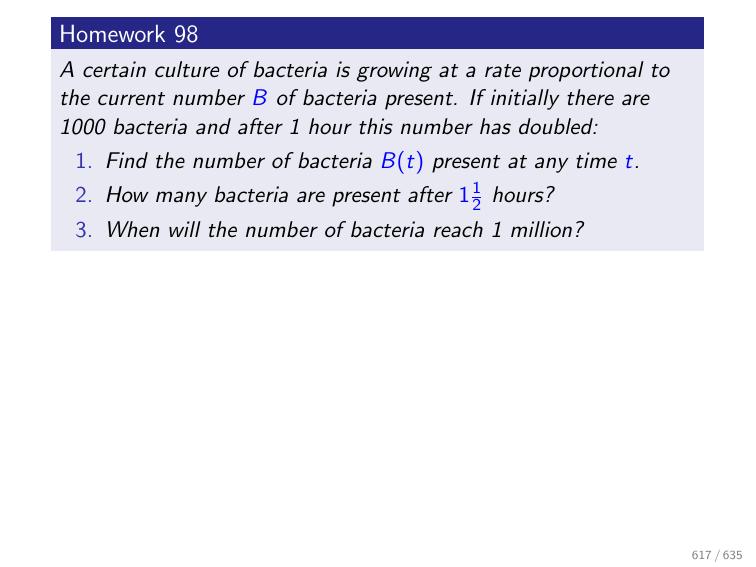 Homework 98
A certain culture of bacteria is growing at a rate proportional to
the current number B of bacteria present. If initially there are
1000 bacteria and after 1 hour this number has doubled:
1. Find the number of bacteria B(t) present at any time t.
2. How many bacteria are present after 1 1/2 hours?
3. When will the number of bacteria reach 1 million?
617 / 635